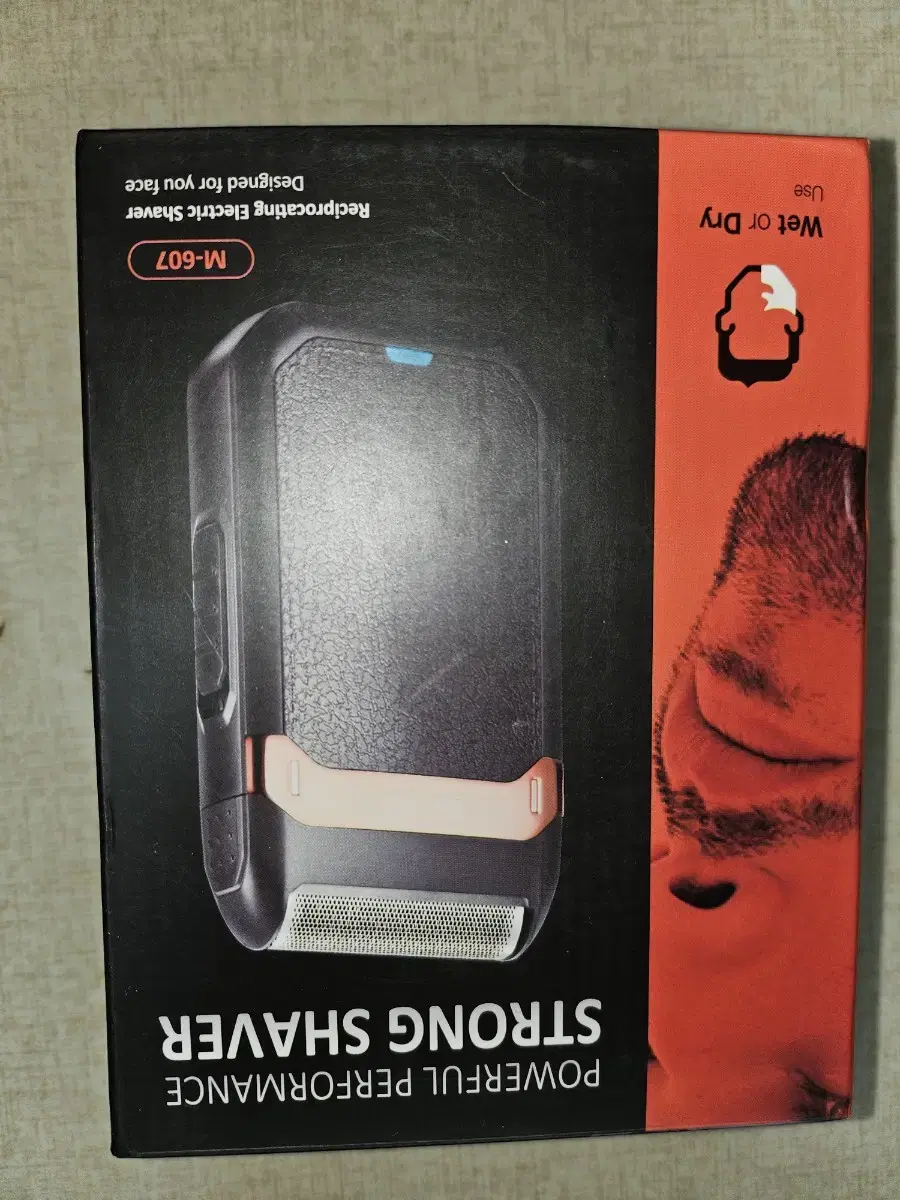 POWERFUL PERFORMANCE
STRONG SHAVER
M-607
Reciprocating Electric Shaver
Designed for you face
Wet or Dry
Use